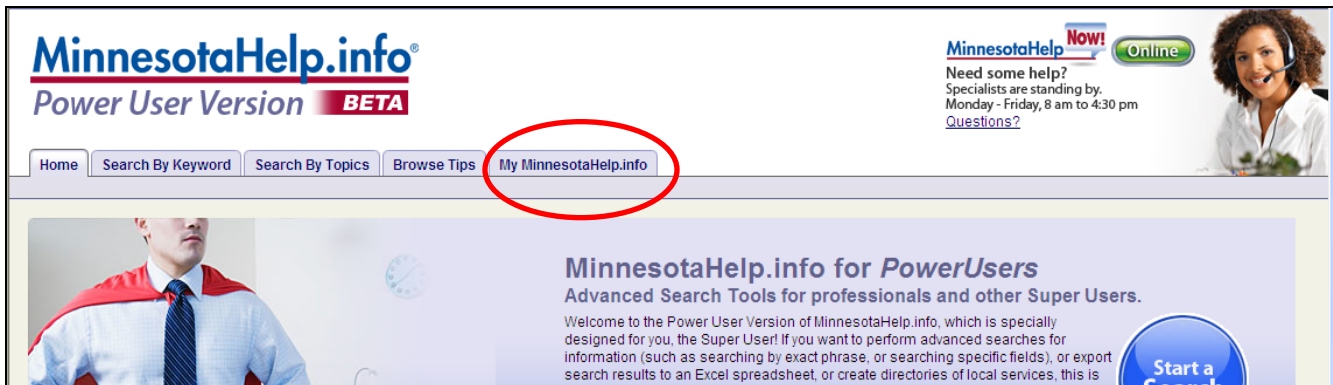 MinnesotaHelp.info®
Power User Version BETA
MinnesotaHelp Now! Online
Need some help?
Specialists are standing by.
Monday - Friday, 8 am to 4:30 pm
Questions?
Home Search By Keyword Search By Topics Browse Tips My MinnesotaHelp.info
MinnesotaHelp.info for PowerUsers
Advanced Search Tools for professionals and other Super Users.
Welcome to the Power User Version of MinnesotaHelp.info, which is specially
designed for you, the Super User! If you want to perform advanced searches for
information (such as searching by exact phrase, or searching specific fields), or export
search results to an Excel spreadsheet, or create directories of local services, this is
Start a
Search